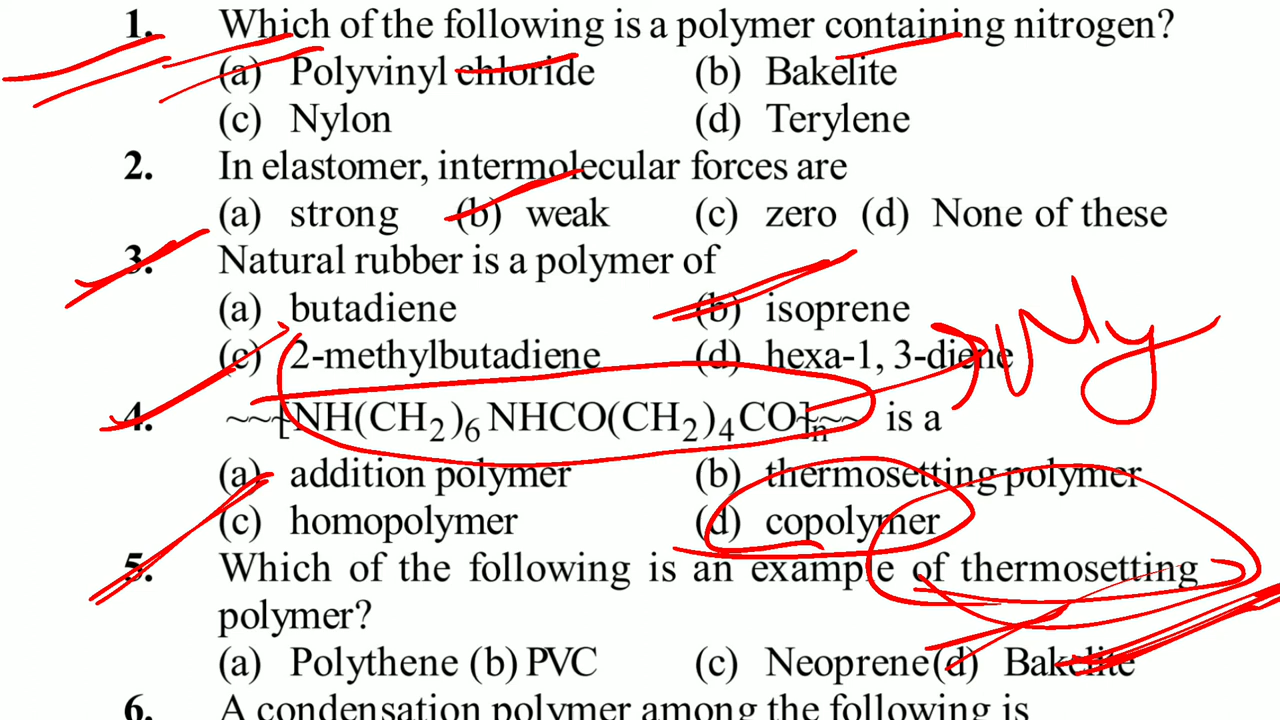 1. Which of the following is a polymer containing nitrogen?
(a) Polyvinyl chloride (b) Bakelite
(c) Nylon (d) Terylene
2. In elastomer, intermolecular forces are
(a) strong (b) weak (c) zero (d) None of these
3. Natural rubber is a polymer of
(a) butadiene (b) isoprene
(c) 2-methylbutadiene (d) hexa-1, 3-diene
4. ~~[NH(CH₂)₆ NHCO(CH₂)₄CO]ₙ~~ is a
(a) addition polymer (b) thermosetting polymer
(c) homopolymer (d) copolymer
5. Which of the following is an example of thermosetting
polymer?
(a) Polythene (b) PVC (c) Neoprene (d) Bakelite
6. A condensation polymer among the following is